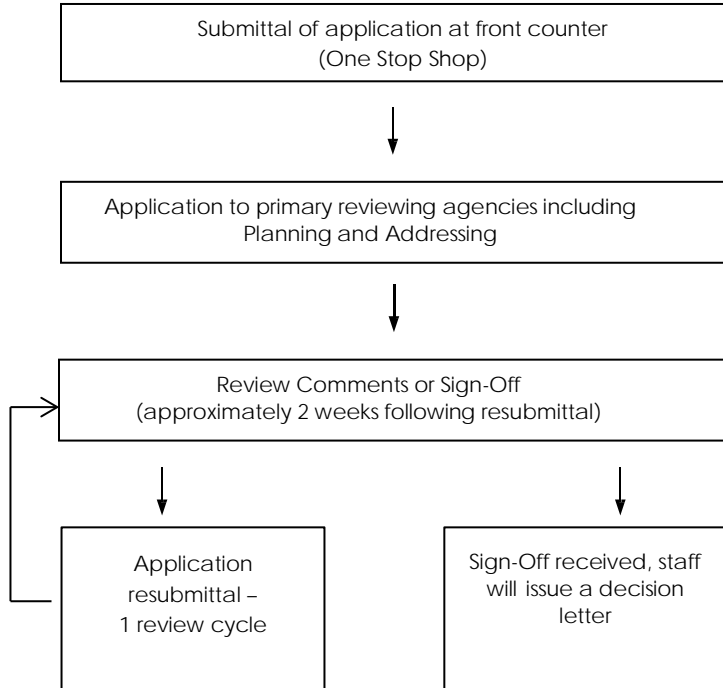 Submittal of application at front counter
(One Stop Shop)
Application to primary reviewing agencies including
Planning and Addressing
Review Comments or Sign-Off
(approximately 2 weeks following resubmittal)
Application
resubmittal –
1 review cycle
Sign-Off received, staff
will issue a decision
letter